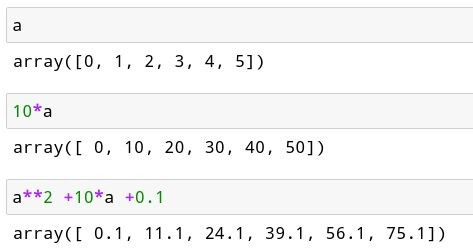 a
array([0, 1, 2, 3, 4, 5])
10*a
array([ 0, 10, 20, 30, 40, 50])
a**2 +10*a +0.1
array([ 0.1, 11.1, 24.1, 39.1, 56.1, 75.1])